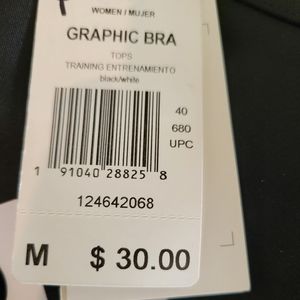 WOMEN / MUJER
GRAPHIC BRA
TOPS
TRAINING ENTRENAMIENTO
black/white
40
680
UPC
1 91040 28825 8
124642068
M $ 30.00